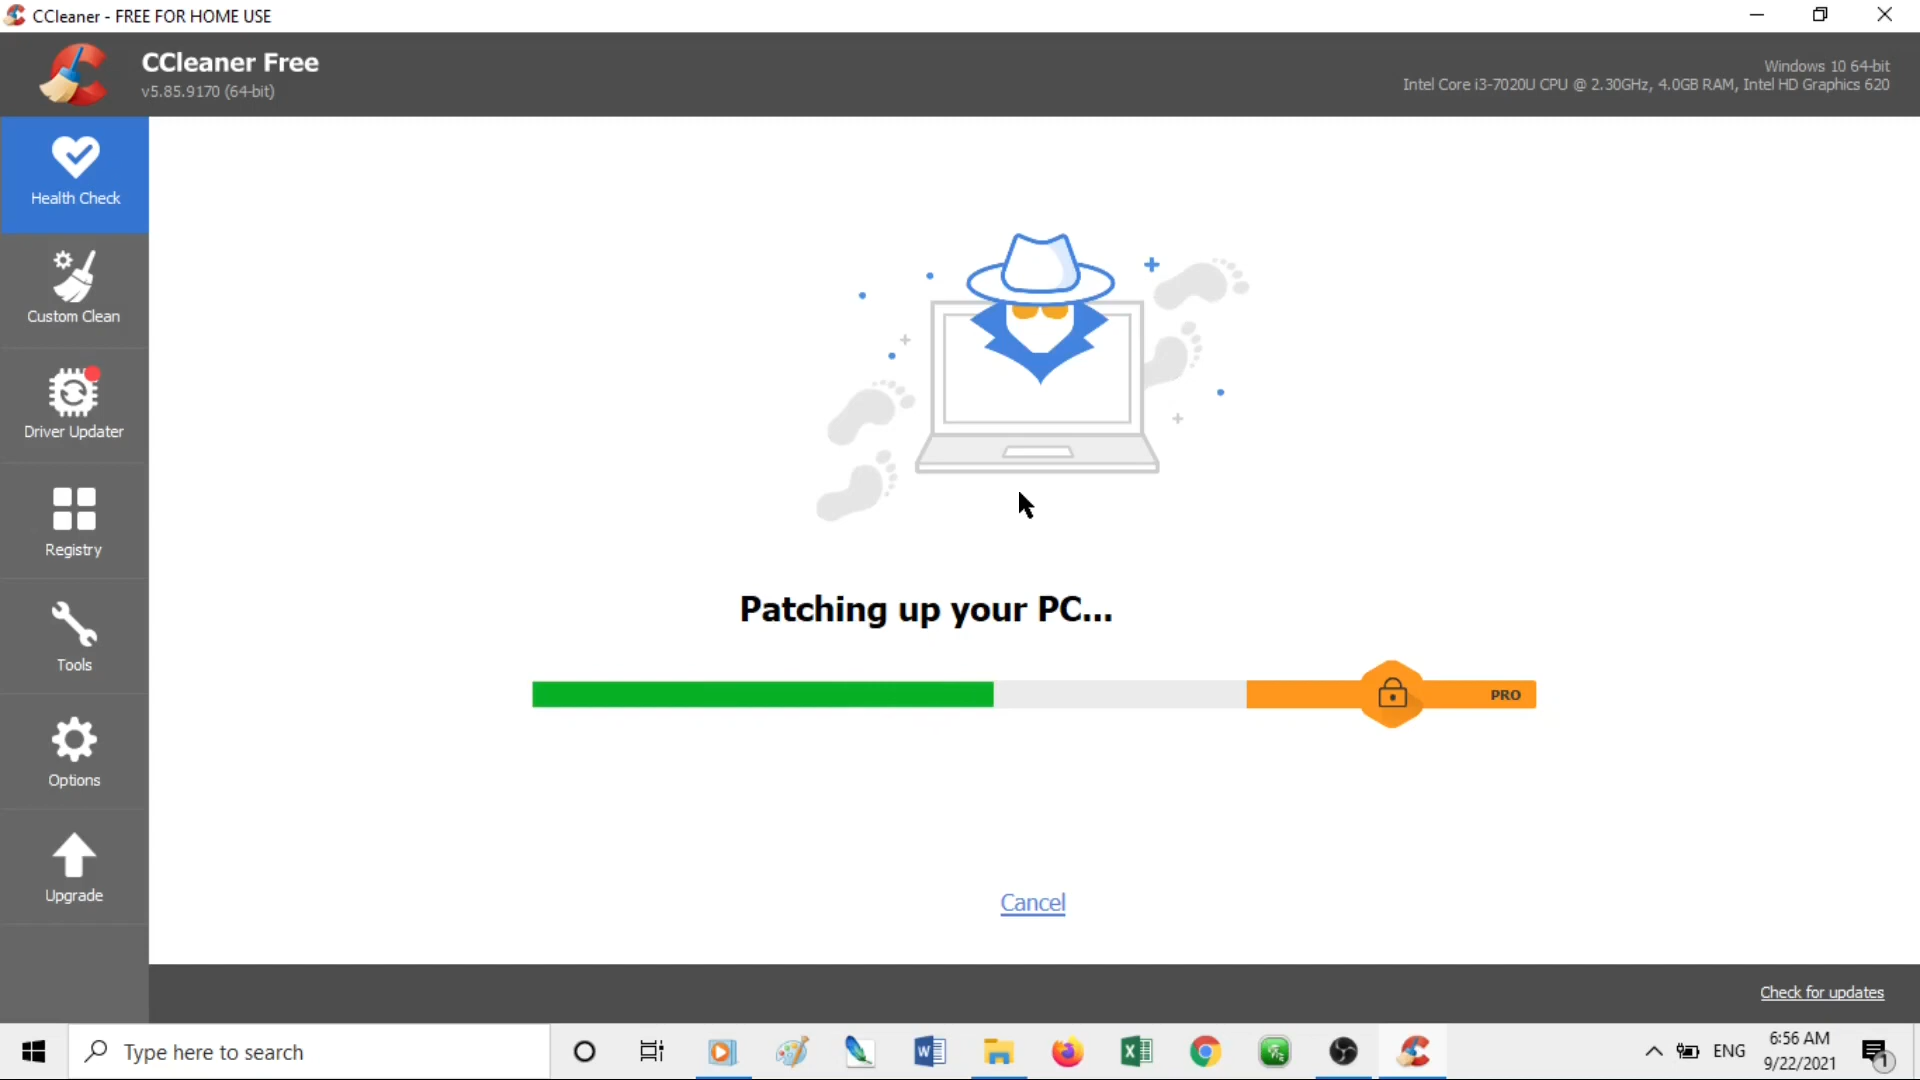 CCleaner - FREE FOR HOME USE
CCleaner Free
v5.85.9170 (64-bit)
Windows 10 64-bit
Intel Core i3-7020U CPU @ 2.30GHz, 4.0GB RAM, Intel HD Graphics 620
Health Check
Custom Clean
Driver Updater
Registry
Tools
Options
Upgrade
Patching up your PC...
PRO
Cancel
Check for updates
Type here to search
ENG
6:56 AM
9/22/2021
1